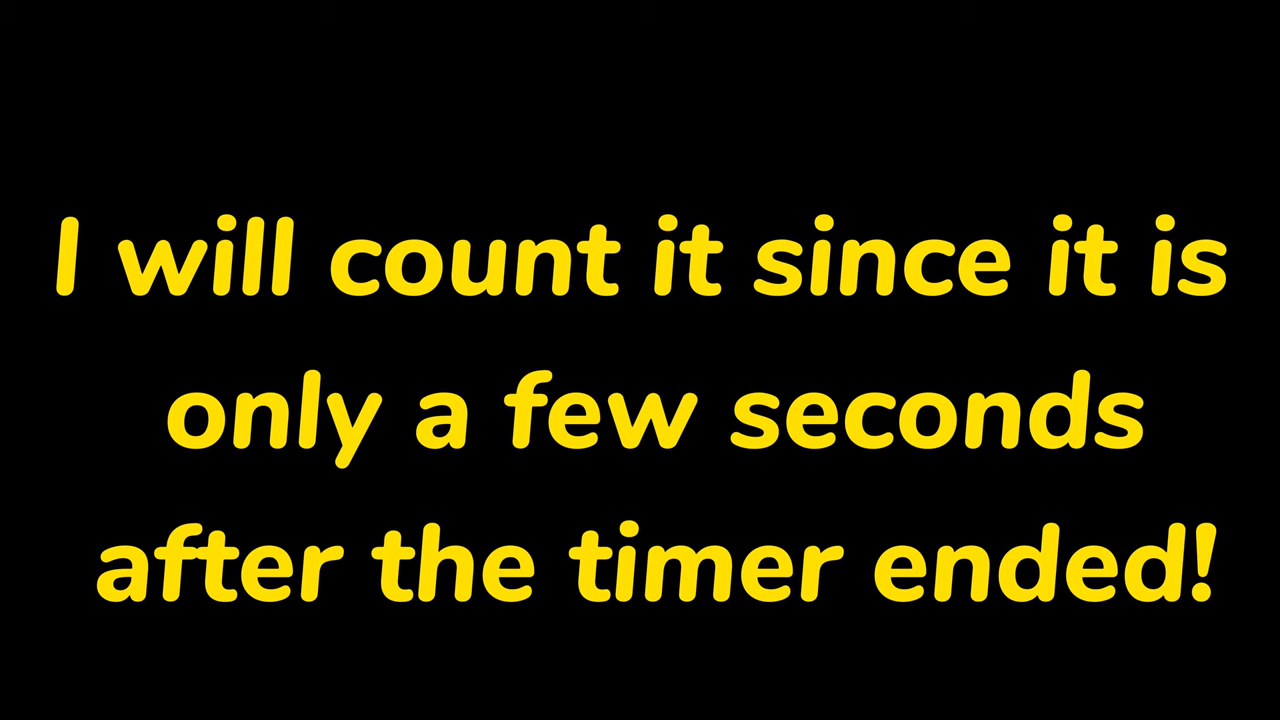 I will count it since it is
only a few seconds
after the timer ended!